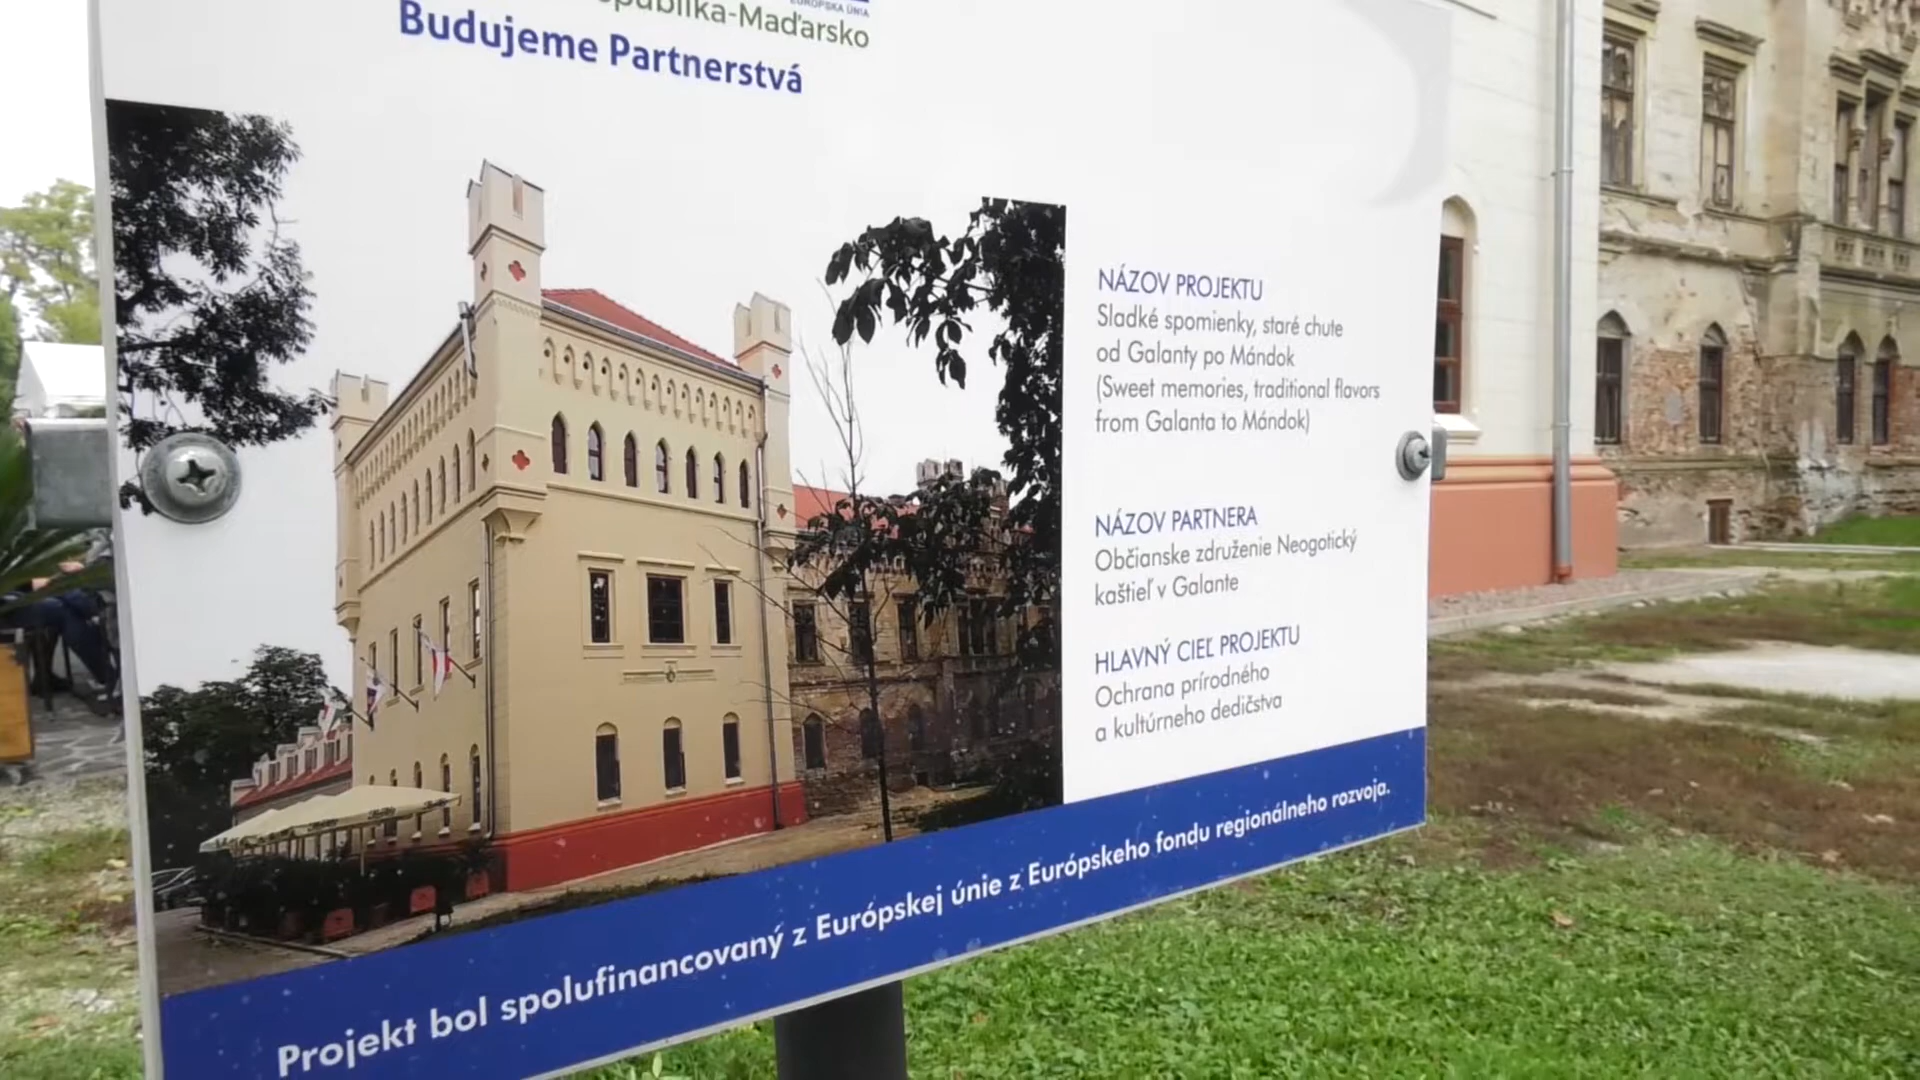 EURÓPSKA ÚNIA
publika-Maďarsko
Budujeme Partnerstvá
NÁZOV PROJEKTU
Sladké spomienky, staré chute
od Galanty po Mándok
(Sweet memories, traditional flavors
from Galanta to Mándok)
NÁZOV PARTNERA
Občianske združenie Neogotický
kaštieľ v Galante
HLAVNÝ CIEĽ PROJEKTU
Ochrana prírodného
a kultúrneho dedičstva
Projekt bol spolufinancovaný z Európskej únie z Európskeho fondu regionálneho rozvoja.